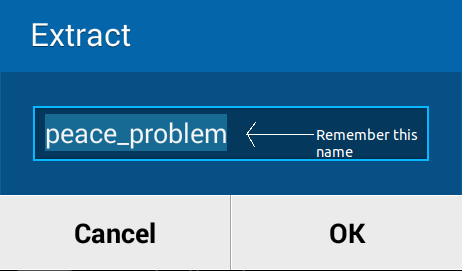 Extract
peace_problem
Remember this
name
Cancel
OK